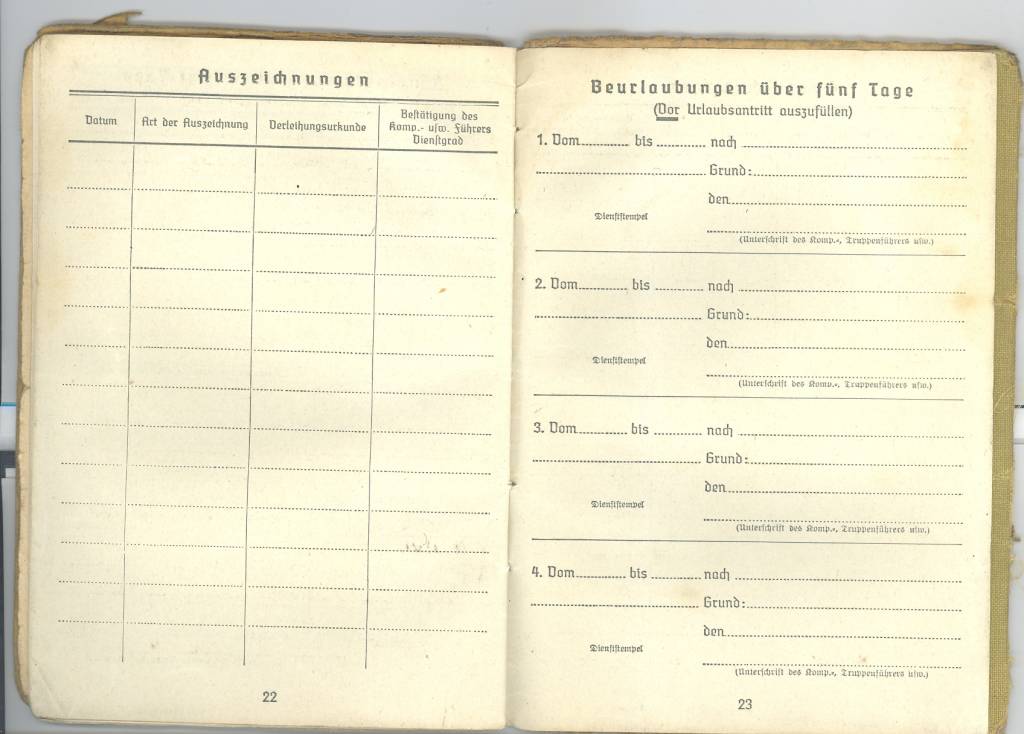 Auszeichnungen
Datum
Art der Auszeichnung
Verleihungsurkunde
Bestätigung des
Komp.- usw. Führers
Dienstgrad
22
Beurlaubungen über fünf Tage
(Vor Urlaubsantritt auszufüllen)
1. Vom bis nach
Grund:
den
Dienststempel
(Unterschrift des Komp.-, Truppenführers usw.)
2. Vom bis nach
Grund:
den
Dienststempel
(Unterschrift des Komp.-, Truppenführers usw.)
3. Vom bis nach
Grund:
den
Dienststempel
(Unterschrift des Komp.-, Truppenführers usw.)
4. Vom bis nach
Grund:
den
Dienststempel
(Unterschrift des Komp.-, Truppenführers usw.)
23